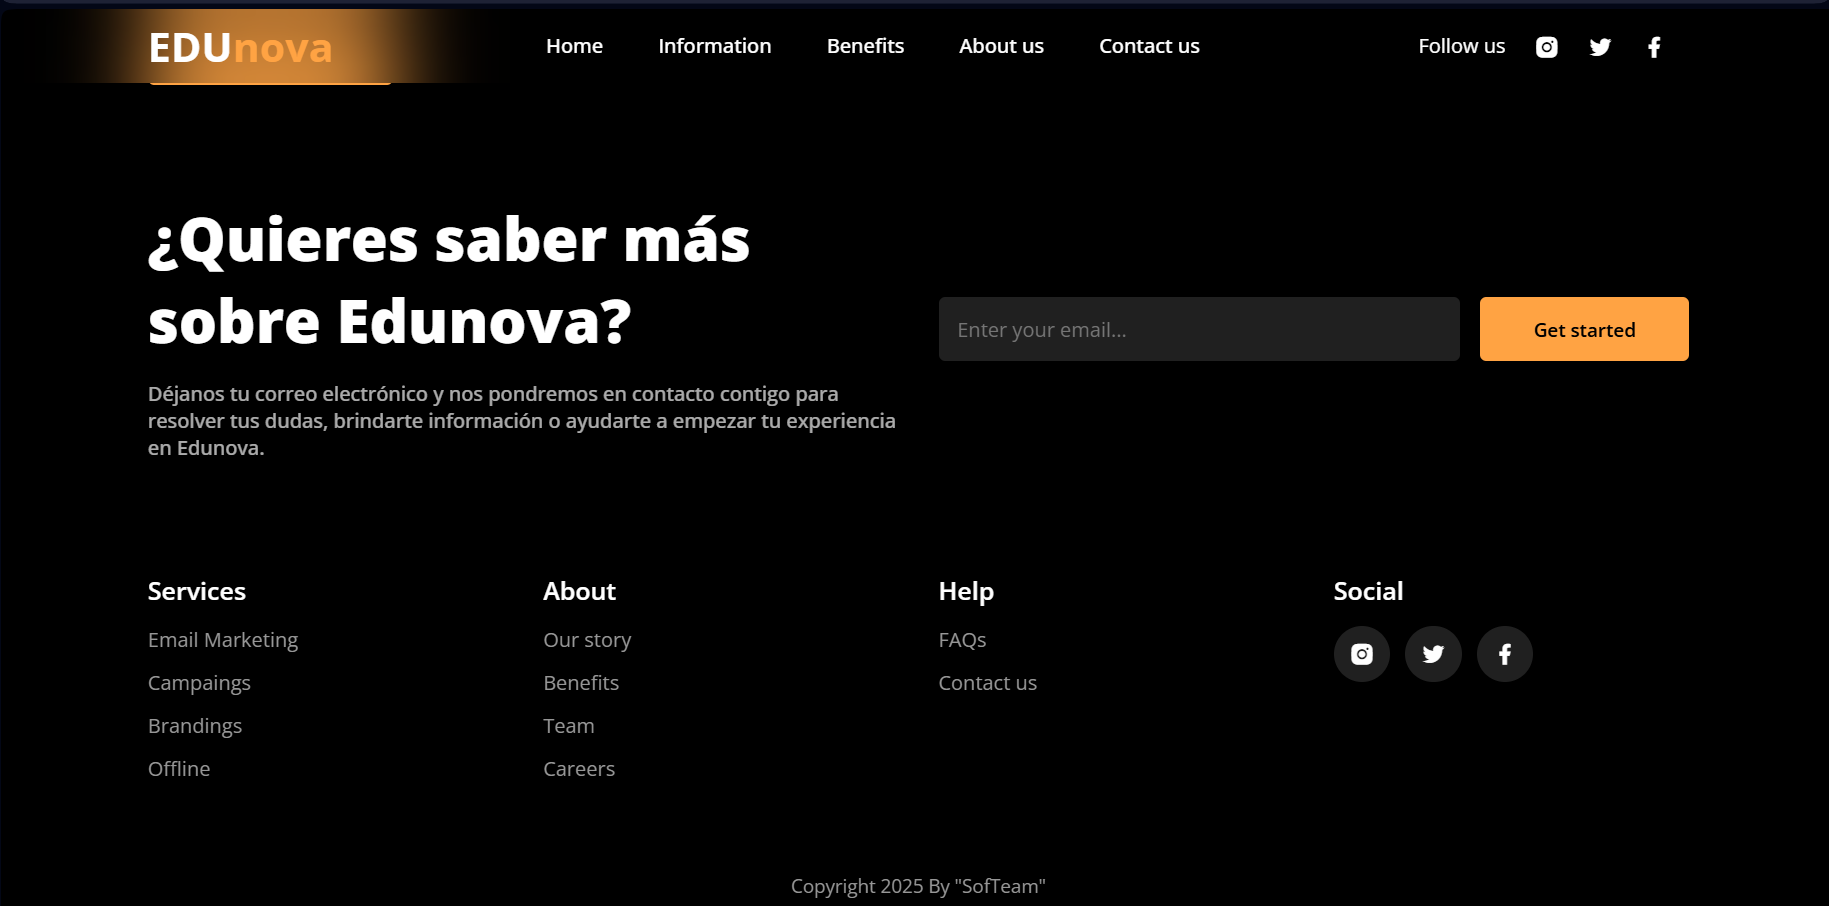 EDUnova
Home Information Benefits About us Contact us
Follow us
¿Quieres saber más
sobre Edunova?
Déjanos tu correo electrónico y nos pondremos en contacto contigo para
resolver tus dudas, brindarte información o ayudarte a empezar tu experiencia
en Edunova.
Enter your email...
Get started
Services
Email Marketing
Campaings
Brandings
Offline
About
Our story
Benefits
Team
Careers
Help
FAQs
Contact us
Social
Copyright 2025 By "SofTeam"